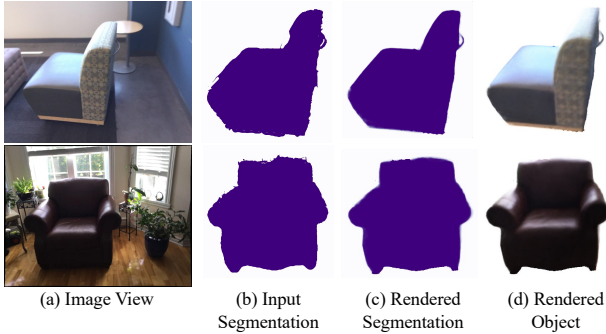 (a) Image View
(b) Input
Segmentation
(c) Rendered
Segmentation
(d) Rendered
Object